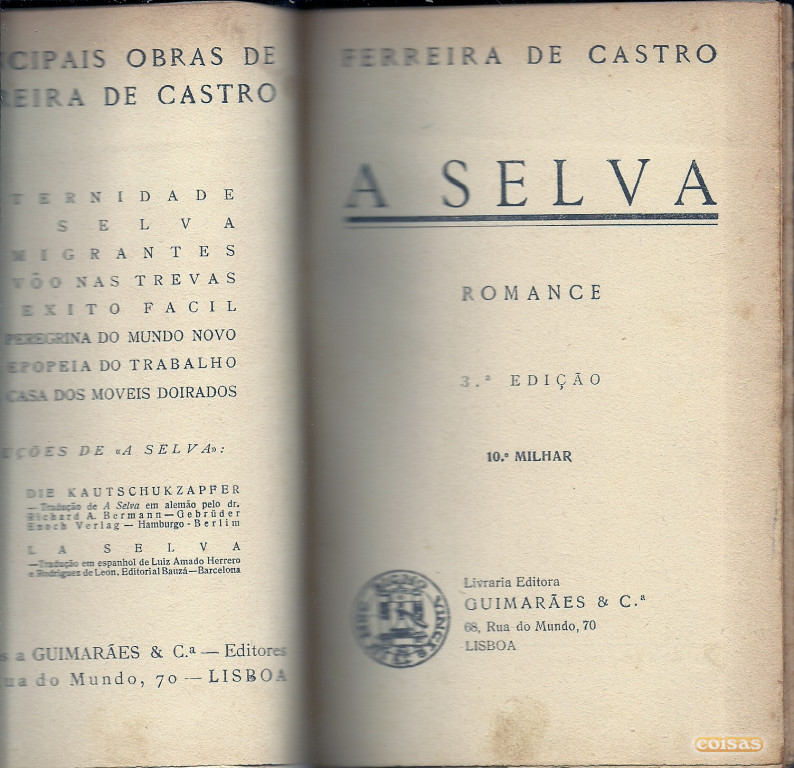 CIPAIS OBRAS DE
REIRA DE CASTRO
TERNIDADE
SELVA
MIGRANTES
VÔO NAS TREVAS
EXITO FACIL
PEREGRINA DO MUNDO NOVO
EPOPEIA DO TRABALHO
CASA DOS MOVEIS DOIRADOS
UÇÕES DE «A SELVA»:
DIE KAUTSCHUKZAPFER
—Tradução de A Selva em alemão pelo dr.
Richard A. Bermann—Gebrüder
Enoch Verlag — Hamburgo - Berlim
LA SELVA
—Tradução em espanhol de Luiz Amado Herrero
e Rodriguez de Leon. Editorial Bauzá—Barcelona
s a GUIMARÃES & C.ª — Editores
ua do Mundo, 70 — LISBOA
FERREIRA DE CASTRO
A SELVA
ROMANCE
3.ª EDIÇÃO
10.º MILHAR
Livraria Editora
GUIMARÃES & C.ª
68, Rua do Mundo, 70
LISBOA
coisas